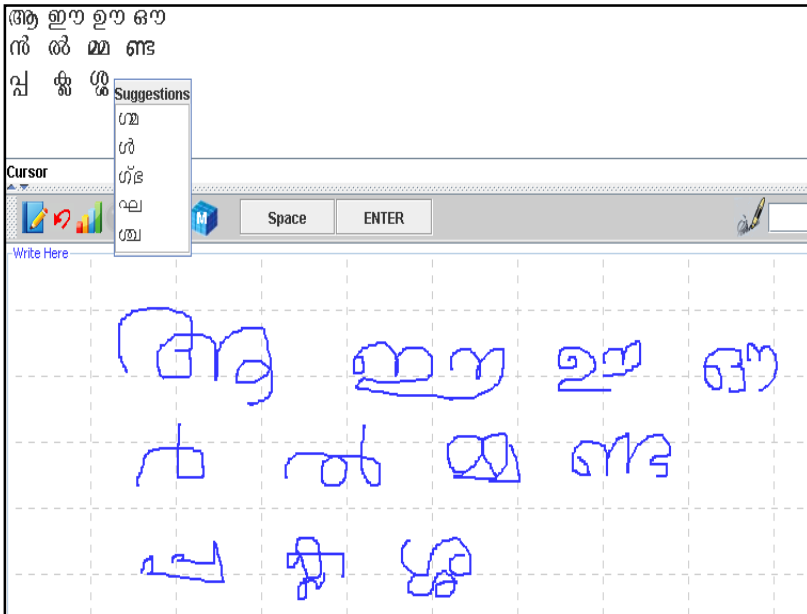 ആ ഈ ഊ ഔ
ൻ ൽ മ്മ ണ്ട
പ്പ ക്ല ശ്ശ
Suggestions
ഗ്മ
ൾ
ഗ്ഭ
ഘ
ശ്ച
Cursor
M
Space ENTER
Write Here
ആ ഈ ഊ ഔ
ൻ ൽ മ്മ ണ്ട
പ്പ ക്ല ശ്ശ